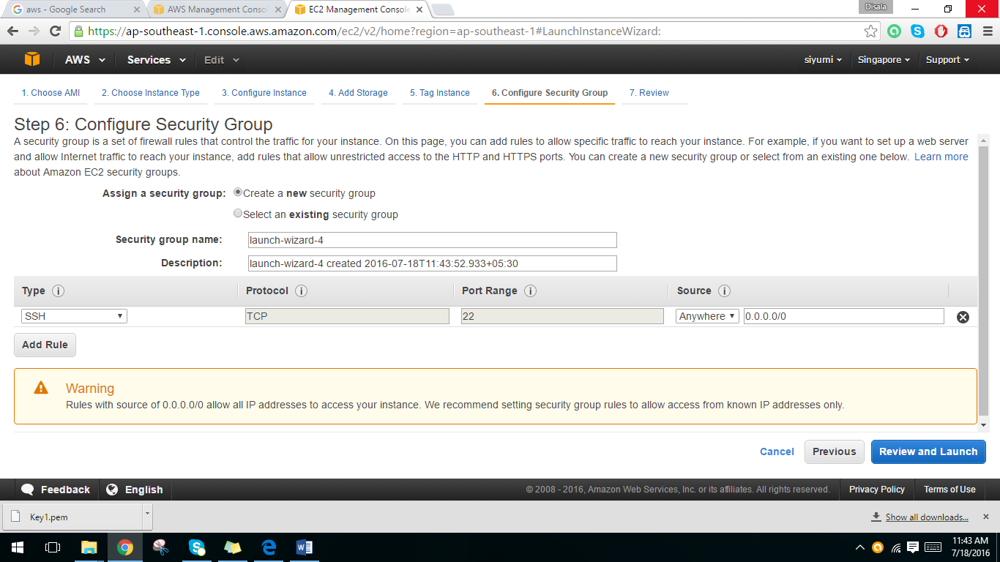 aws - Google Search
AWS Management Consol
EC2 Management Console
Disala
https://ap-southeast-1.console.aws.amazon.com/ec2/v2/home?region=ap-southeast-1#LaunchInstanceWizard:
AWS Services Edit siyumi Singapore Support
1. Choose AMI 2. Choose Instance Type 3. Configure Instance 4. Add Storage 5. Tag Instance 6. Configure Security Group 7. Review
Step 6: Configure Security Group
A security group is a set of firewall rules that control the traffic for your instance. On this page, you can add rules to allow specific traffic to reach your instance. For example, if you want to set up a web server
and allow Internet traffic to reach your instance, add rules that allow unrestricted access to the HTTP and HTTPS ports. You can create a new security group or select from an existing one below. Learn more
about Amazon EC2 security groups.
Assign a security group: Create a new security group
Select an existing security group
Security group name: launch-wizard-4
Description: launch-wizard-4 created 2016-07-18T11:43:52.933+05:30
Type i Protocol i Port Range i Source i
SSH TCP 22 Anywhere 0.0.0.0/0
Add Rule
Warning
Rules with source of 0.0.0.0/0 allow all IP addresses to access your instance. We recommend setting security group rules to allow access from known IP addresses only.
Cancel Previous Review and Launch
Feedback English © 2008 - 2016, Amazon Web Services, Inc. or its affiliates. All rights reserved. Privacy Policy Terms of Use
Key1.pem Show all downloads...
11:43 AM
7/18/2016